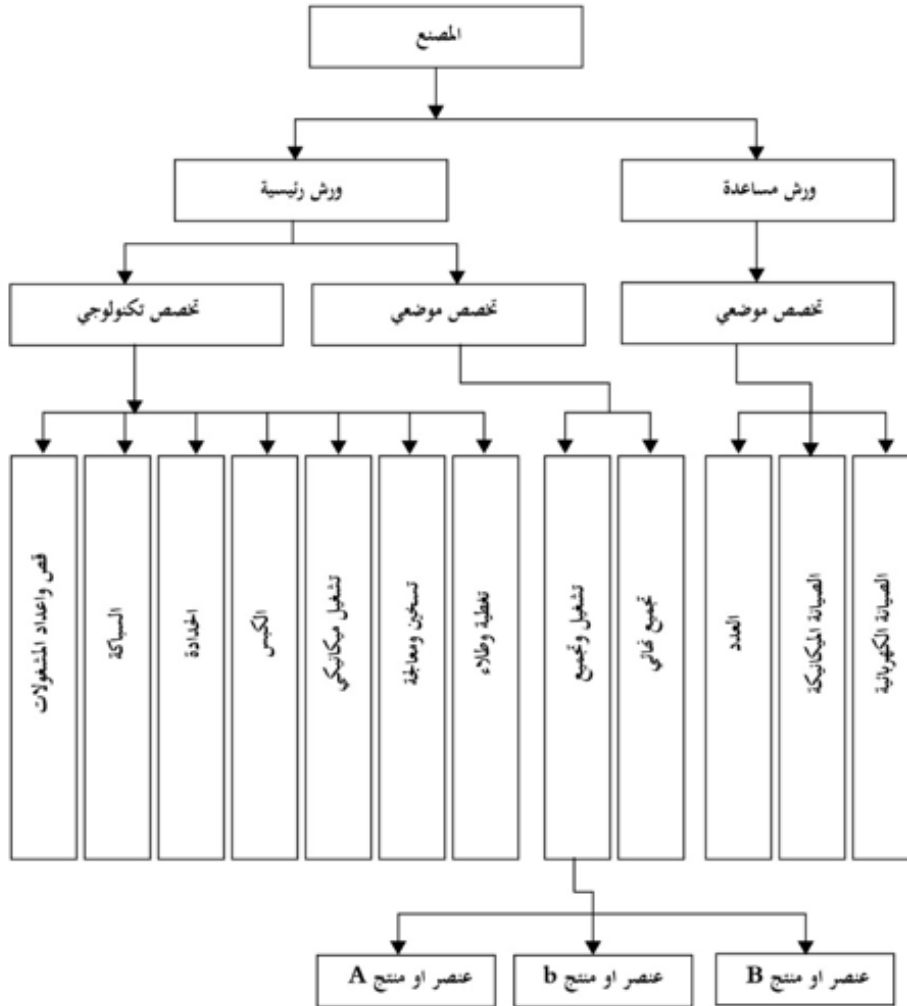 المصنع
ورش مساعدة
ورش رئيسية
تخصص موضعي
تخصص موضعي
تخصص تكنولوجي
الصيانة الكهربائية
الصيانة الميكانيكة
العدد
تجميع نهائي
تشغيل وتجميع
تغطية وطلاء
تسخين ومعالجة
تشغيل ميكانيكي
الكبس
الحدادة
السباكة
قص واعداد المشغولات
عنصر او منتج B
عنصر او منتج b
عنصر او منتج A